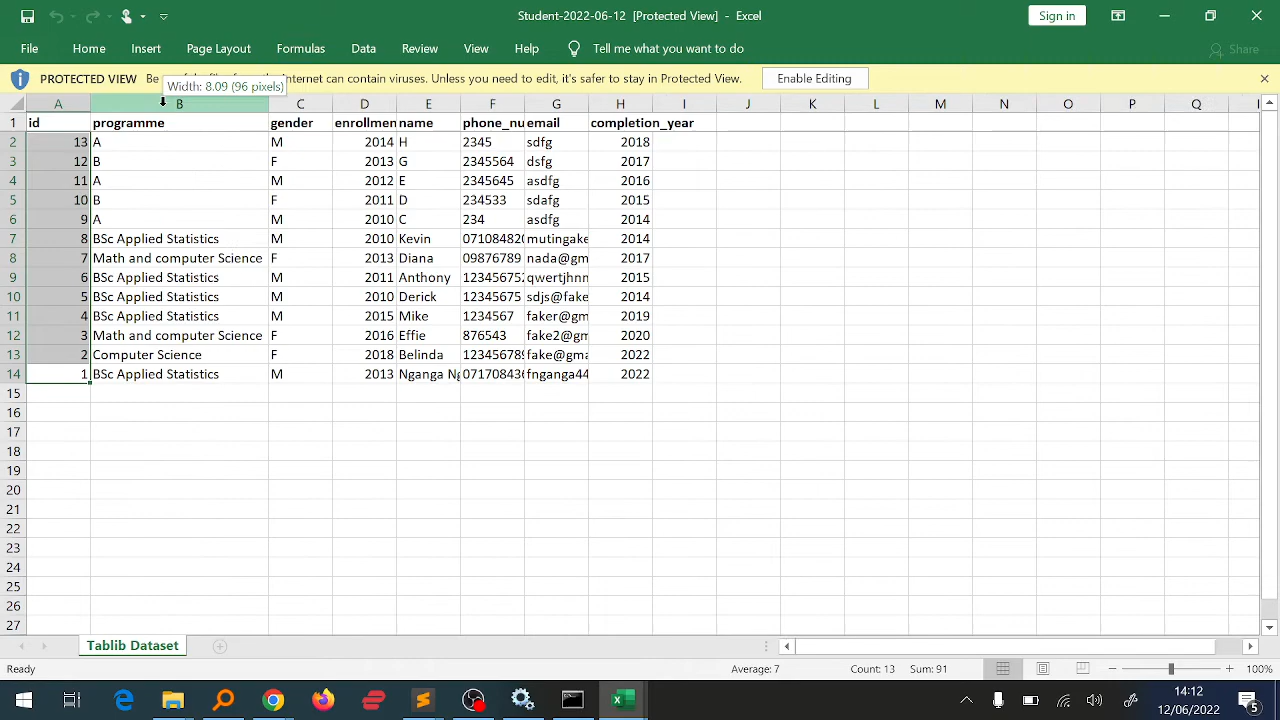 Student-2022-06-12 [Protected View] - Excel
Sign in
File Home Insert Page Layout Formulas Data Review View Help Tell me what you want to do Share
PROTECTED VIEW Be nternet can contain viruses. Unless you need to edit, it's safer to stay in Protected View. Enable Editing
Width: 8.09 (96 pixels)
A B C D E F G H I J K L M N O P Q
1 id programme gender enrollmen name phone_nu email completion_year
2 13 A M 2014 H 2345 sdfg 2018
3 12 B F 2013 G 2345564 dsfg 2017
4 11 A M 2012 E 2345645 asdfg 2016
5 10 B F 2011 D 234533 sdafg 2015
6 9 A M 2010 C 234 asdfg 2014
7 8 BSc Applied Statistics M 2010 Kevin 071084820 mutingake 2014
8 7 Math and computer Science F 2013 Diana 09876789 nada@gm 2017
9 6 BSc Applied Statistics M 2011 Anthony 123456752 qwertjhnn 2015
10 5 BSc Applied Statistics M 2010 Derick 12345675 sdjs@fake 2014
11 4 BSc Applied Statistics M 2015 Mike 1234567 faker@gm 2019
12 3 Math and computer Science F 2016 Effie 876543 fake2@gm 2020
13 2 Computer Science F 2018 Belinda 123456789 fake@gma 2022
14 1 BSc Applied Statistics M 2013 Nganga Ng 071708436 fnganga44 2022
15
16
17
18
19
20
21
22
23
24
25
26
27
Tablib Dataset
Ready Average: 7 Count: 13 Sum: 91 100%
14:12
12/06/2022
5